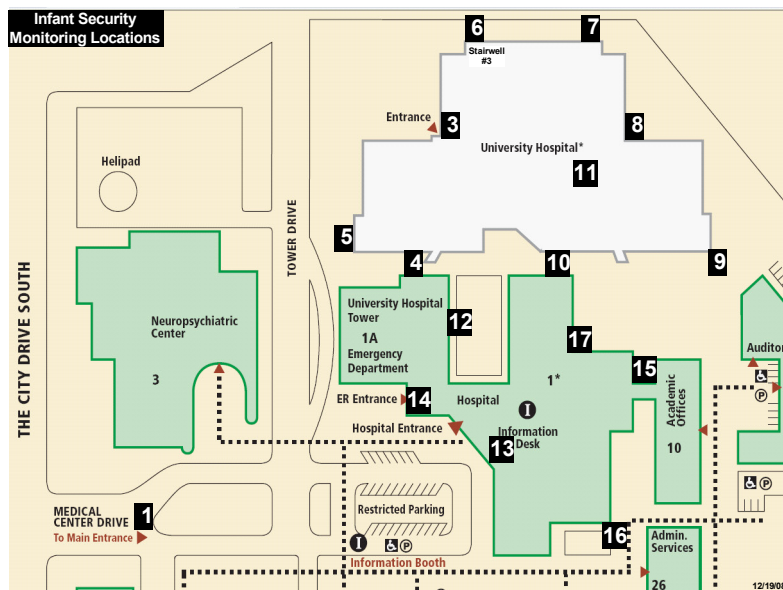 Infant Security
Monitoring Locations
6
7
Stairwell
#3
Entrance
3
8
University Hospital*
11
Helipad
TOWER DRIVE
5
4
10
9
THE CITY DRIVE SOUTH
University Hospital
Tower
1A
Emergency
Department
12
Neuropsychiatric
Center
3
17
Auditor
15
1*
ER Entrance
14
Hospital
Academic
Offices
10
Hospital Entrance
I
Information
Desk
13
P
P
MEDICAL
CENTER DRIVE
1
To Main Entrance
Restricted Parking
I
P
Information Booth
16
Admin.
Services
26
12/19/08